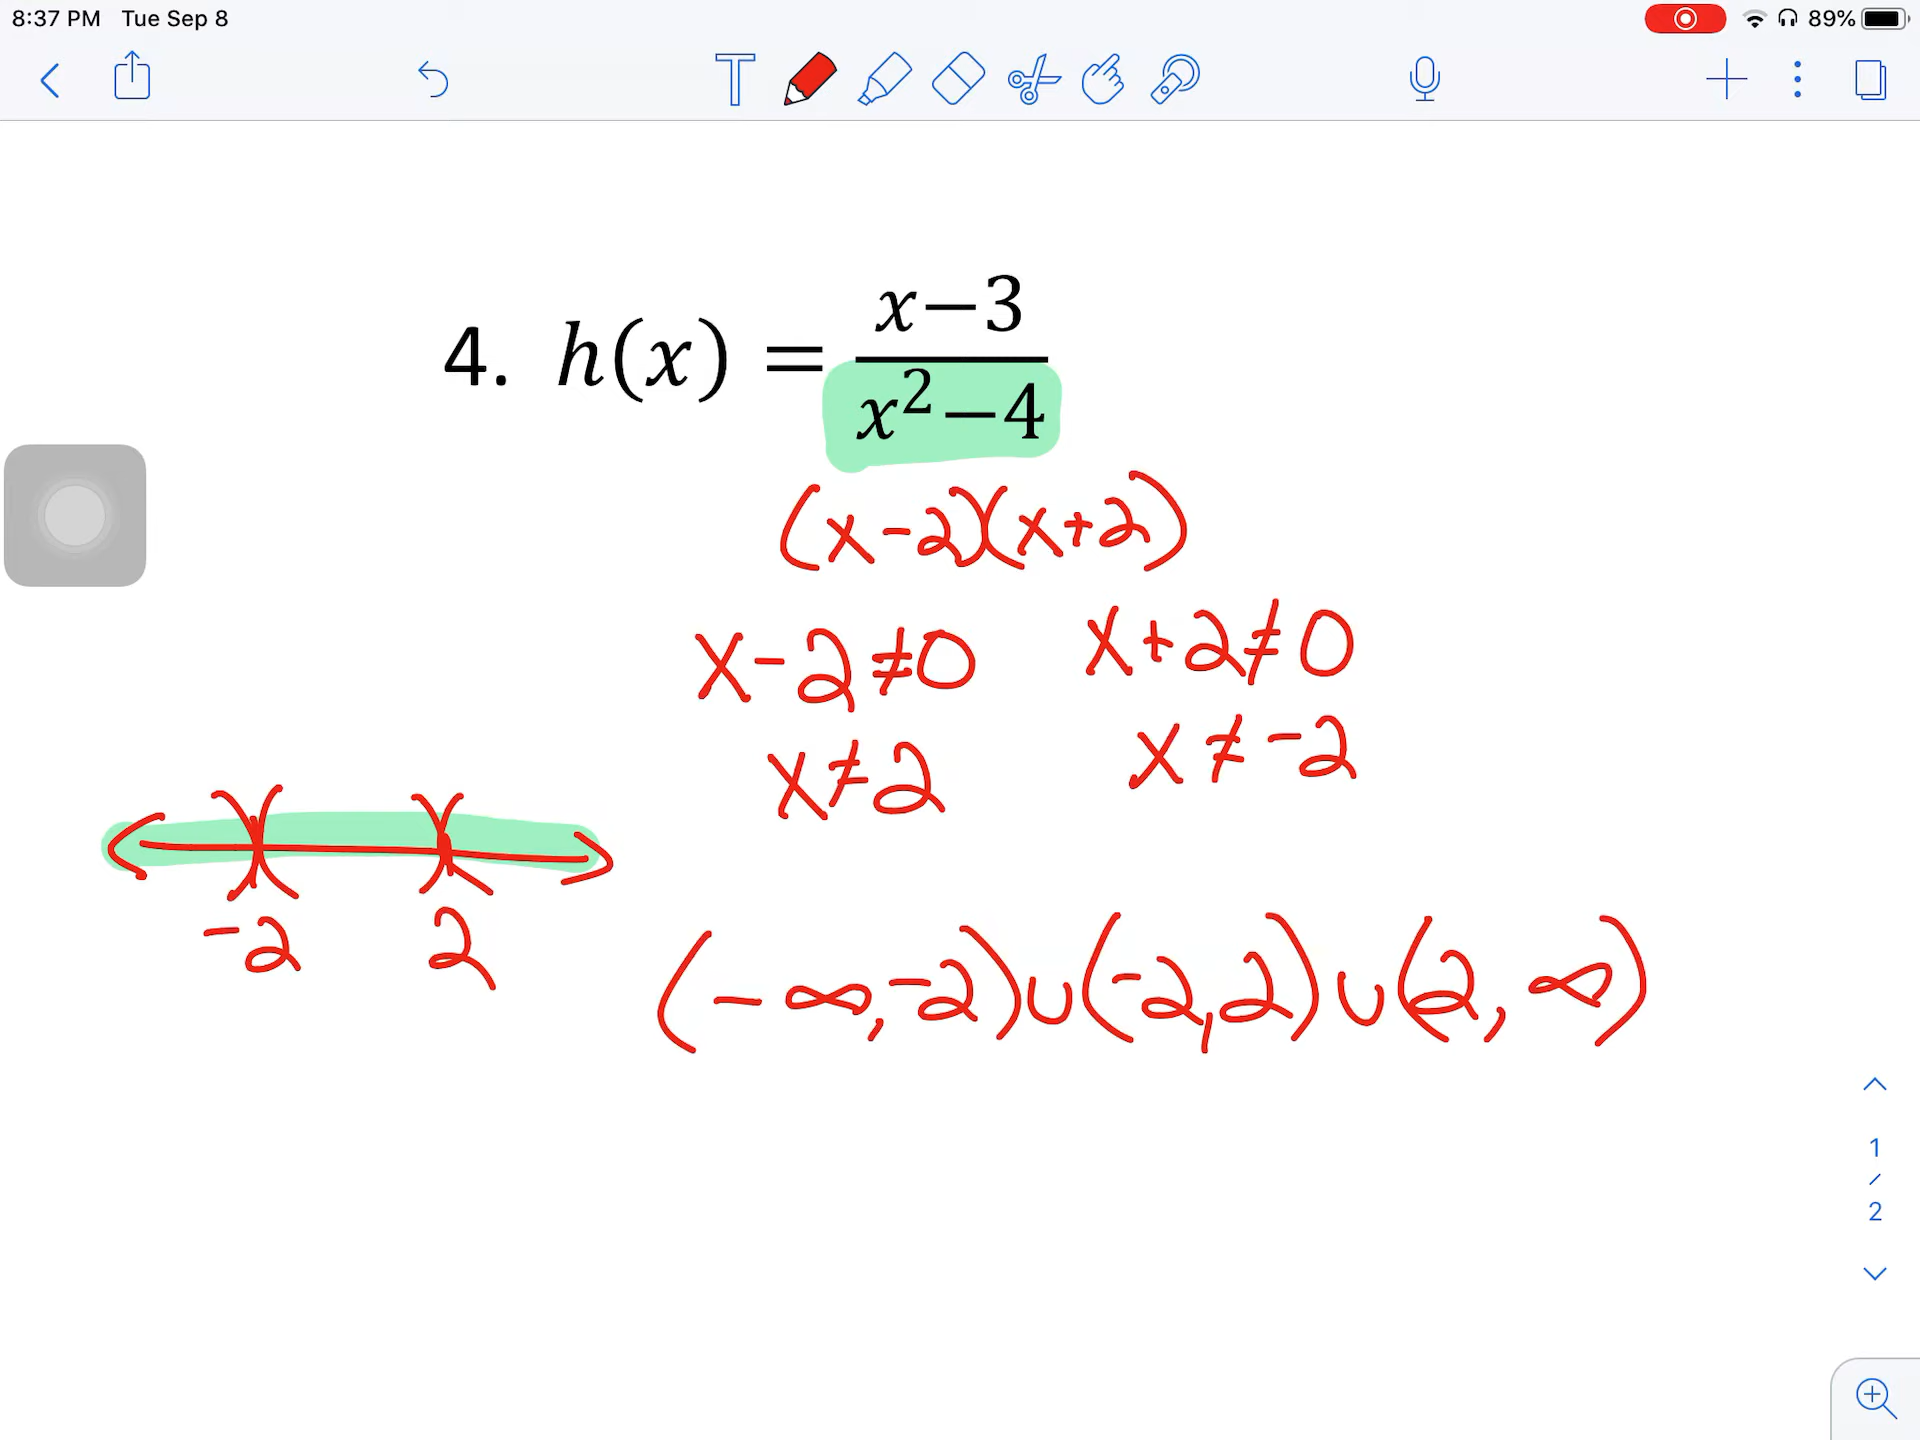 8:37 PM Tue Sep 8 89%
4. h(x) = x−3 / x²−4
(x-2)(x+2)
x-2≠0 x+2≠0
x≠2 x≠-2
-2 2
(-∞,-2)∪(-2,2)∪(2,∞)
1
/
2